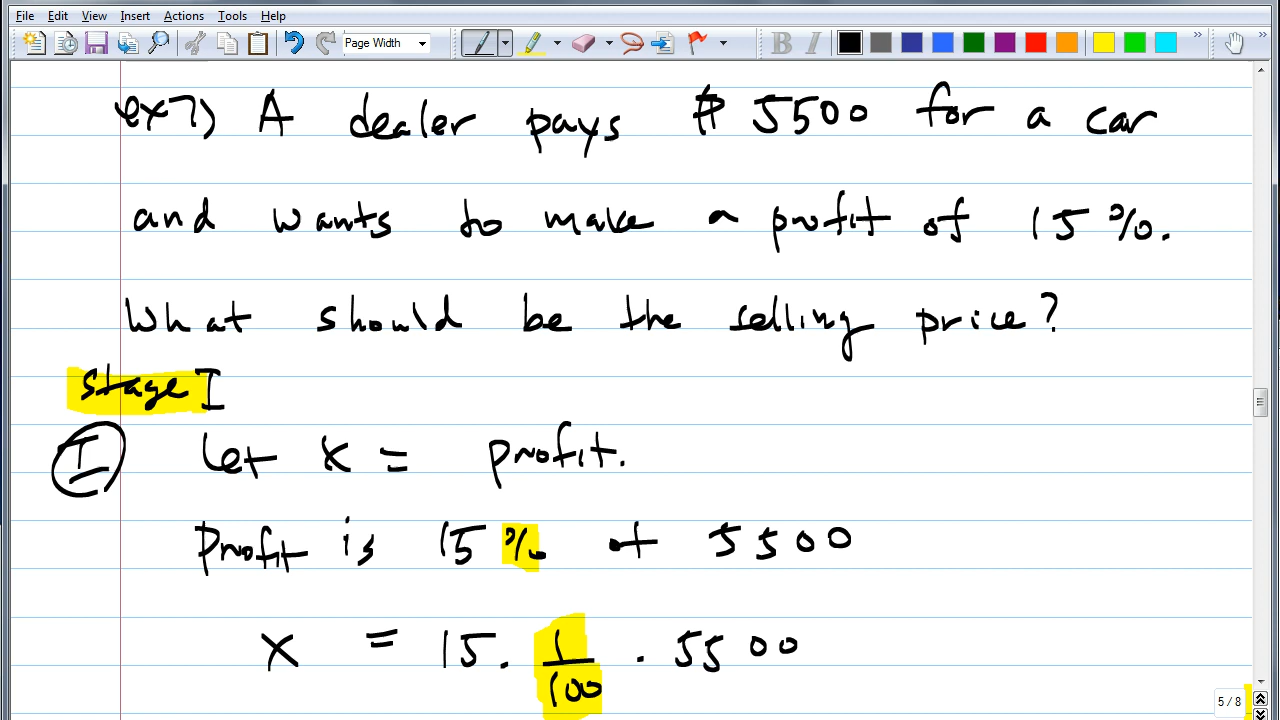 File Edit View Insert Actions Tools Help
Page Width
B I
ex7) A dealer pays $ 5500 for a car
and wants to make a profit of 15%.
What should be the selling price?
Stage I
I Let x = profit.
Profit is 15% of 5500
x = 15 . 1/100 . 5500
5 / 8